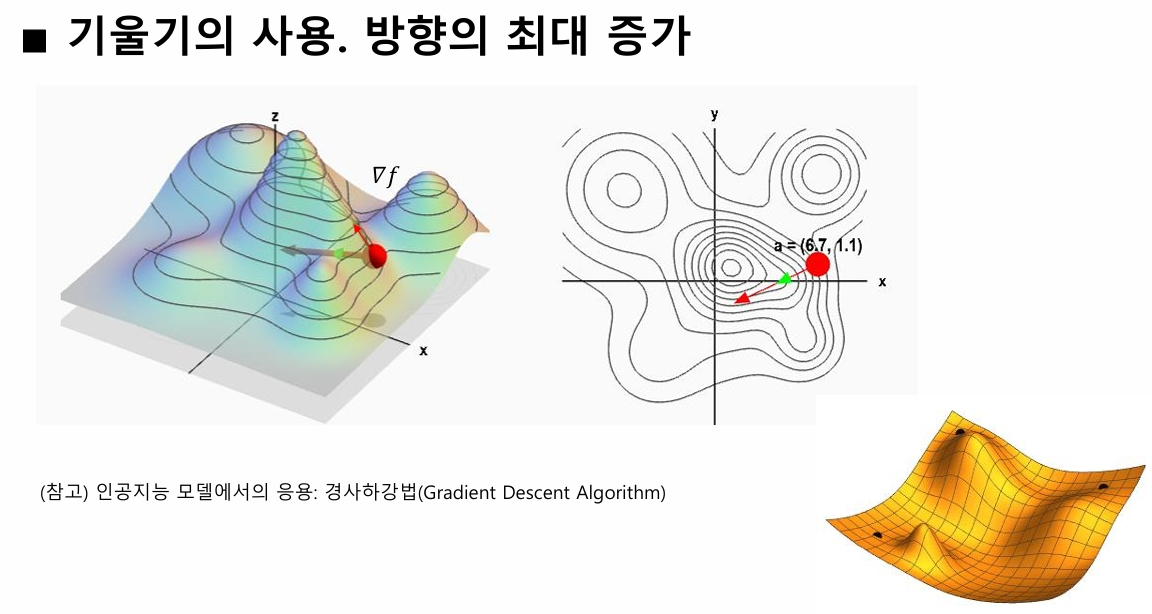 ■ 기울기의 사용. 방향의 최대 증가
z
∇f
x
y
a = (6.7, 1.1)
x
(참고) 인공지능 모델에서의 응용: 경사하강법(Gradient Descent Algorithm)